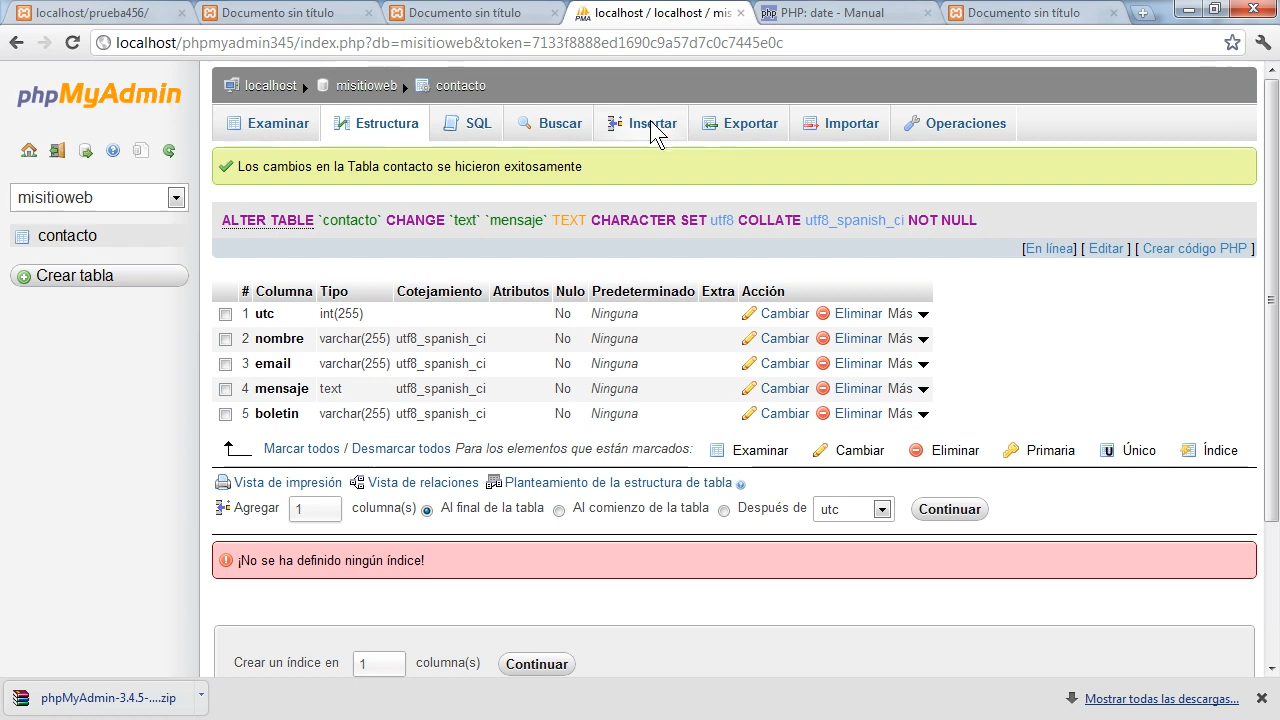 localhost/prueba456/
Documento sin título
Documento sin título
localhost / localhost / mis
PHP: date - Manual
Documento sin título
localhost/phpmyadmin345/index.php?db=misitioweb&token=7133f8888ed1690c9a57d7c0c7445e0c
phpMyAdmin
misitioweb
contacto
Crear tabla
localhost misitioweb contacto
Examinar Estructura SQL Buscar Insertar Exportar Importar Operaciones
Los cambios en la Tabla contacto se hicieron exitosamente
ALTER TABLE `contacto` CHANGE `text` `mensaje` TEXT CHARACTER SET utf8 COLLATE utf8_spanish_ci NOT NULL
[En línea] [ Editar ] [ Crear código PHP ]
# Columna Tipo Cotejamiento Atributos Nulo Predeterminado Extra Acción
1 utc int(255) No Ninguna Cambiar Eliminar Más
2 nombre varchar(255) utf8_spanish_ci No Ninguna Cambiar Eliminar Más
3 email varchar(255) utf8_spanish_ci No Ninguna Cambiar Eliminar Más
4 mensaje text utf8_spanish_ci No Ninguna Cambiar Eliminar Más
5 boletin varchar(255) utf8_spanish_ci No Ninguna Cambiar Eliminar Más
Marcar todos / Desmarcar todos Para los elementos que están marcados: Examinar Cambiar Eliminar Primaria Único Índice
Vista de impresión Vista de relaciones Planteamiento de la estructura de tabla
Agregar 1 columna(s) Al final de la tabla Al comienzo de la tabla Después de utc Continuar
¡No se ha definido ningún índice!
Crear un índice en 1 columna(s) Continuar
phpMyAdmin-3.4.5-....zip
Mostrar todas las descargas...